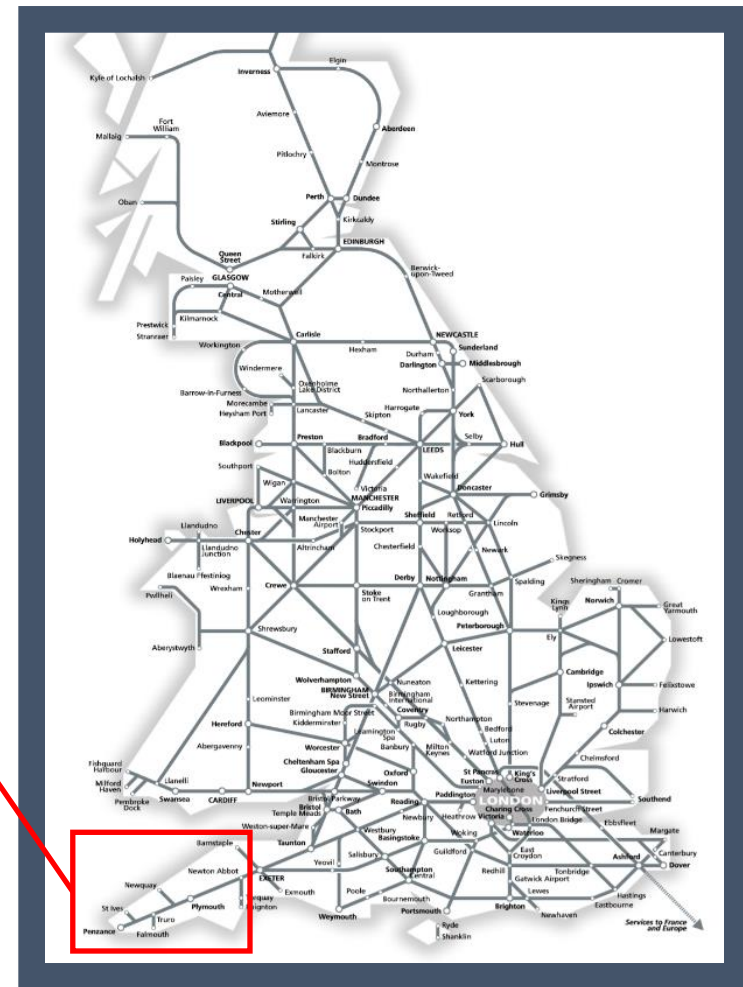 Elgin
Kyle of Lochalsh
Inverness
Aviemore
Fort
William
Aberdeen
Mallaig
Pitlochry
Montrose
Perth
Dundee
Oban
Kirkcaldy
Stirling
EDINBURGH
Queen
Street
Falkirk
Berwick-
upon-Tweed
Paisley
GLASGOW
Central
Motherwell
Kilmarnock
Prestwick
Stranraer
Carlisle
NEWCASTLE
Workington
Hexham
Sunderland
Durham
Darlington
Middlesbrough
Windermere
Oxenholme
Lake District
Scarborough
Barrow-in-Furness
Northallerton
Morecambe
Heysham Port
Lancaster
Harrogate
York
Skipton
Blackpool
Preston
Bradford
Selby
Hull
Blackburn
LEEDS
Huddersfield
Southport
Bolton
Wakefield
Wigan
Victoria
Doncaster
Grimsby
LIVERPOOL
Warrington
MANCHESTER
Piccadilly
Manchester
Airport
Sheffield
Retford
Lincoln
Llandudno
Stockport
Worksop
Holyhead
Chester
Llandudno
Junction
Altrincham
Chesterfield
Newark
Skegness
Blaenau Ffestiniog
Pwllheli
Wrexham
Crewe
Stoke
on Trent
Derby
Nottingham
Grantham
Spalding
Sheringham
Cromer
Kings
Lynn
Norwich
Great
Yarmouth
Loughborough
Shrewsbury
Peterborough
Ely
Lowestoft
Aberystwyth
Stafford
Leicester
Wolverhampton
BIRMINGHAM
New Street
Nuneaton
Birmingham
International
Kettering
Cambridge
Ipswich
Felixstowe
Leominster
Coventry
Stevenage
Stansted
Airport
Harwich
Birmingham Moor Street
Kidderminster
Rugby
Northampton
Hereford
Leamington
Spa
Bedford
Colchester
Abergavenny
Worcester
Banbury
Milton
Keynes
Luton
Watford Junction
Chelmsford
Cheltenham Spa
Gloucester
Fishguard
Harbour
Oxford
St Pancras
Euston
King's
Cross
Stratford
Milford
Haven
Llanelli
Swindon
Marylebone
Liverpool Street
Pembroke
Dock
Swansea
CARDIFF
Newport
Bristol Parkway
Reading
Paddington
LONDON
Southend
Bristol
Temple Meads
Bath
Newbury
Heathrow
Victoria
Charing Cross
Fenchurch Street
London Bridge
Ebbsfleet
Weston-super-Mare
Westbury
Basingstoke
Woking
Waterloo
Margate
Barnstaple
Taunton
Salisbury
Guildford
East
Croydon
Canterbury
Yeovil
Redhill
Tonbridge
Ashford
Dover
Newton Abbot
EXETER
Southampton
Central
Gatwick Airport
Newquay
Exmouth
Poole
Bournemouth
Lewes
Hastings
Eastbourne
St Ives
Plymouth
Weymouth
Portsmouth
Brighton
Newhaven
Truro
Penzance
Falmouth
Ryde
Shanklin
Services to France
and Europe